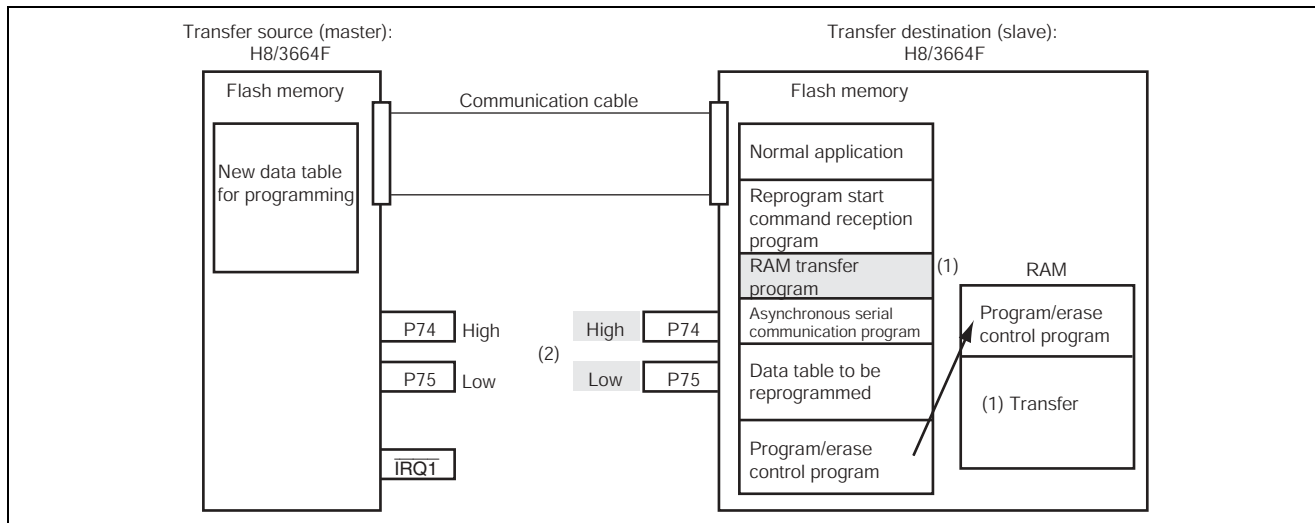 Transfer source (master):
H8/3664F
Transfer destination (slave):
H8/3664F
Flash memory
New data table
for programming
Communication cable
P74
High
P75
Low
IRQ1
(2)
High
P74
Low
P75
Flash memory
Normal application
Reprogram start
command reception
program
RAM transfer
program
(1)
Asynchronous serial
communication program
Data table to be
reprogrammed
Program/erase
control program
RAM
Program/erase
control program
(1) Transfer